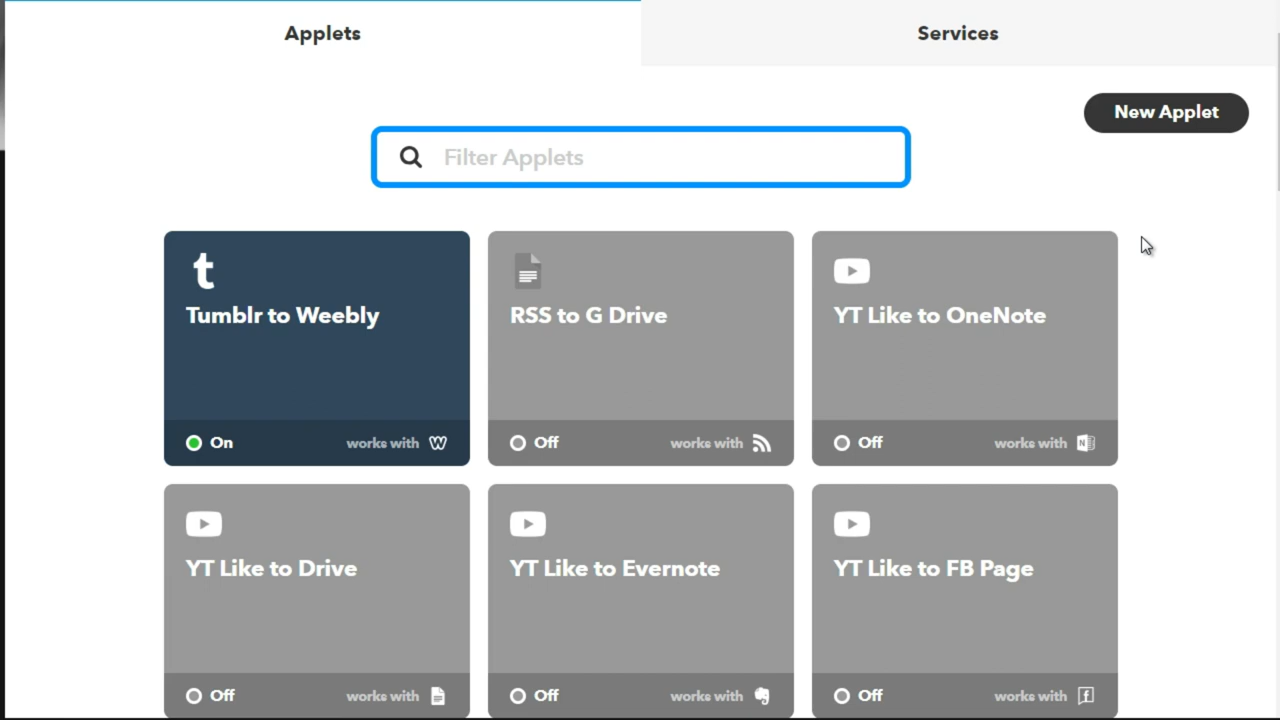 Applets
Services
New Applet
Filter Applets
Tumblr to Weebly
RSS to G Drive
YT Like to OneNote
On
works with
Off
works with
Off
works with
YT Like to Drive
YT Like to Evernote
YT Like to FB Page
Off
works with
Off
works with
Off
works with